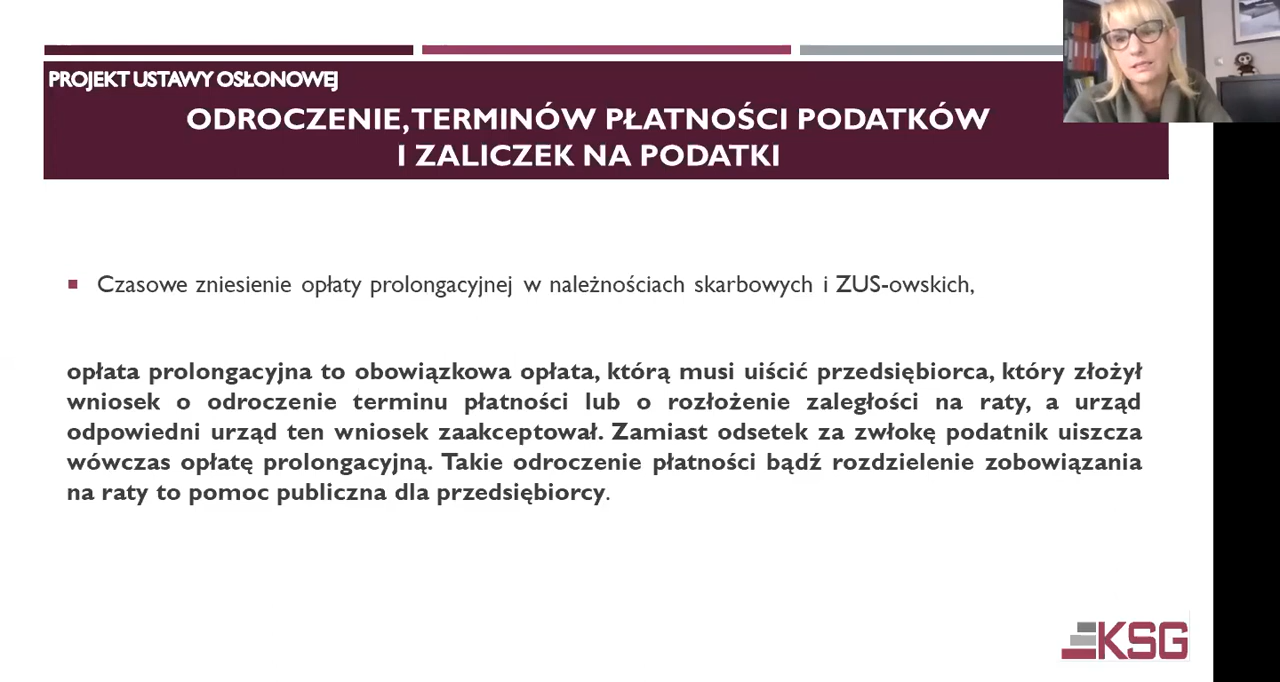 PROJEKT USTAWY OSŁONOWEJ
ODROCZENIE, TERMINÓW PŁATNOŚCI PODATKÓW
I ZALICZEK NA PODATKI
Czasowe zniesienie opłaty prolongacyjnej w należnościach skarbowych i ZUS-owskich,
opłata prolongacyjna to obowiązkowa opłata, którą musi uiścić przedsiębiorca, który złożył
wniosek o odroczenie terminu płatności lub o rozłożenie zaległości na raty, a urząd
odpowiedni urząd ten wniosek zaakceptował. Zamiast odsetek za zwłokę podatnik uiszcza
wówczas opłatę prolongacyjną. Takie odroczenie płatności bądź rozdzielenie zobowiązania
na raty to pomoc publiczna dla przedsiębiorcy.
KSG